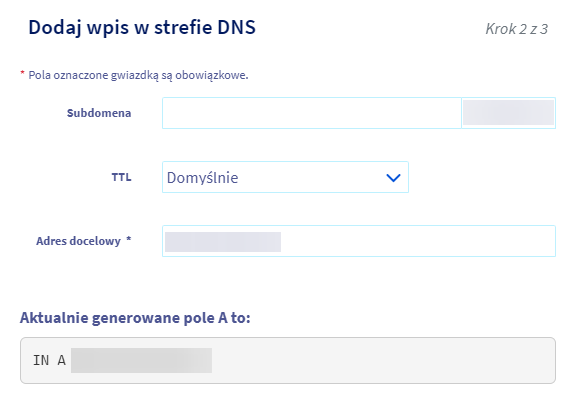 Dodaj wpis w strefie DNS
Krok 2 z 3
* Pola oznaczone gwiazdką są obowiązkowe.
Subdomena
TTL
Domyślnie
Adres docelowy *
Aktualnie generowane pole A to:
IN A